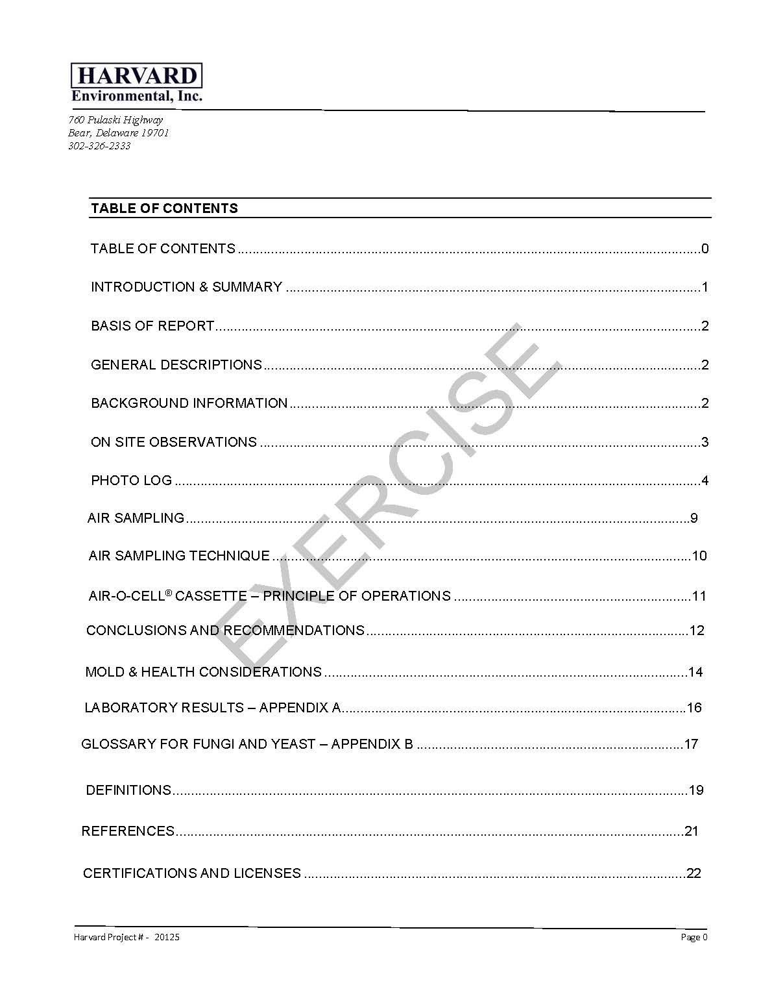 HARVARD
Environmental, Inc.
760 Pulaski Highway
Bear, Delaware 19701
302-326-2333
TABLE OF CONTENTS
TABLE OF CONTENTS ............................................................................................................................0
INTRODUCTION & SUMMARY ...............................................................................................................1
BASIS OF REPORT..................................................................................................................................2
GENERAL DESCRIPTIONS.....................................................................................................................2
BACKGROUND INFORMATION..............................................................................................................2
ON SITE OBSERVATIONS ......................................................................................................................3
PHOTO LOG .............................................................................................................................................4
AIR SAMPLING........................................................................................................................................9
AIR SAMPLING TECHNIQUE ................................................................................................................10
AIR-O-CELL® CASSETTE – PRINCIPLE OF OPERATIONS ................................................................11
CONCLUSIONS AND RECOMMENDATIONS.......................................................................................12
MOLD & HEALTH CONSIDERATIONS ..................................................................................................14
LABORATORY RESULTS – APPENDIX A.............................................................................................16
GLOSSARY FOR FUNGI AND YEAST – APPENDIX B ........................................................................17
DEFINITIONS...........................................................................................................................................19
REFERENCES.........................................................................................................................................21
CERTIFICATIONS AND LICENSES .......................................................................................................22
EXERCISE
Harvard Project # - 20125 Page 0